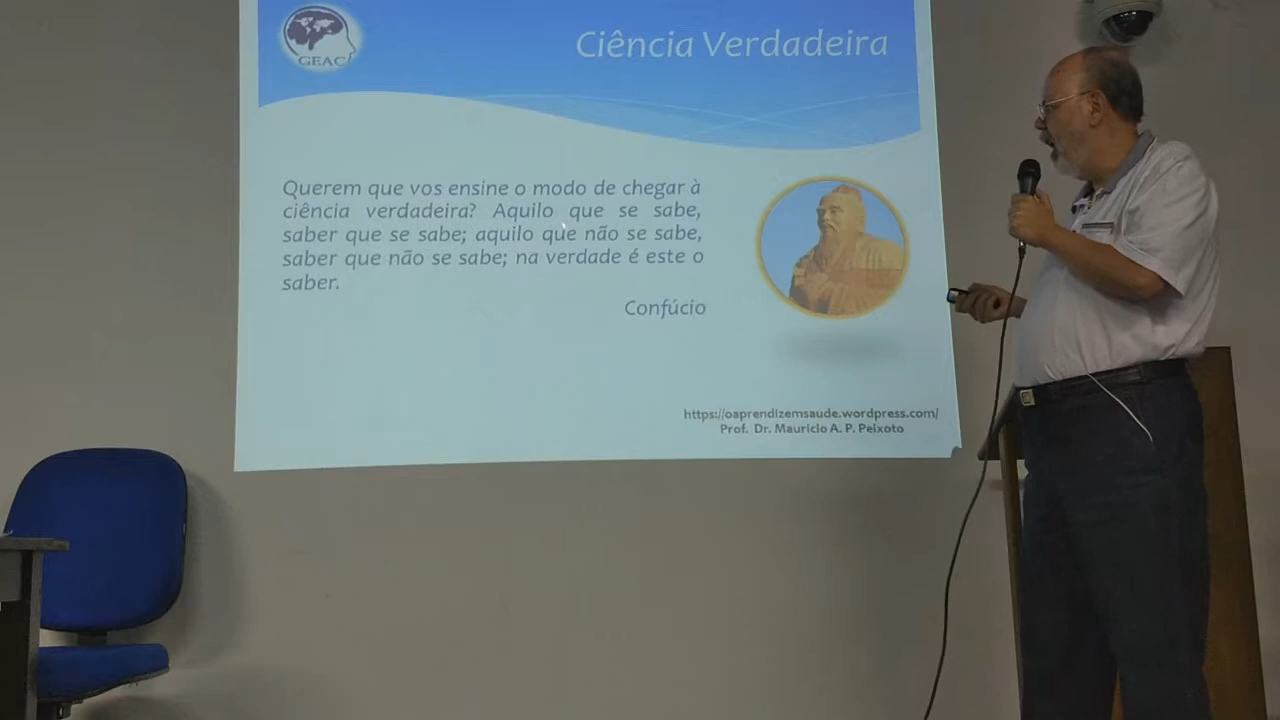 GEAC
Ciência Verdadeira
Querem que vos ensine o modo de chegar à
ciência verdadeira? Aquilo que se sabe,
saber que se sabe; aquilo que não se sabe,
saber que não se sabe; na verdade é este o
saber.
Confúcio
https://oaprendizemsaude.wordpress.com/
Prof. Dr. Mauricio A. P. Peixoto